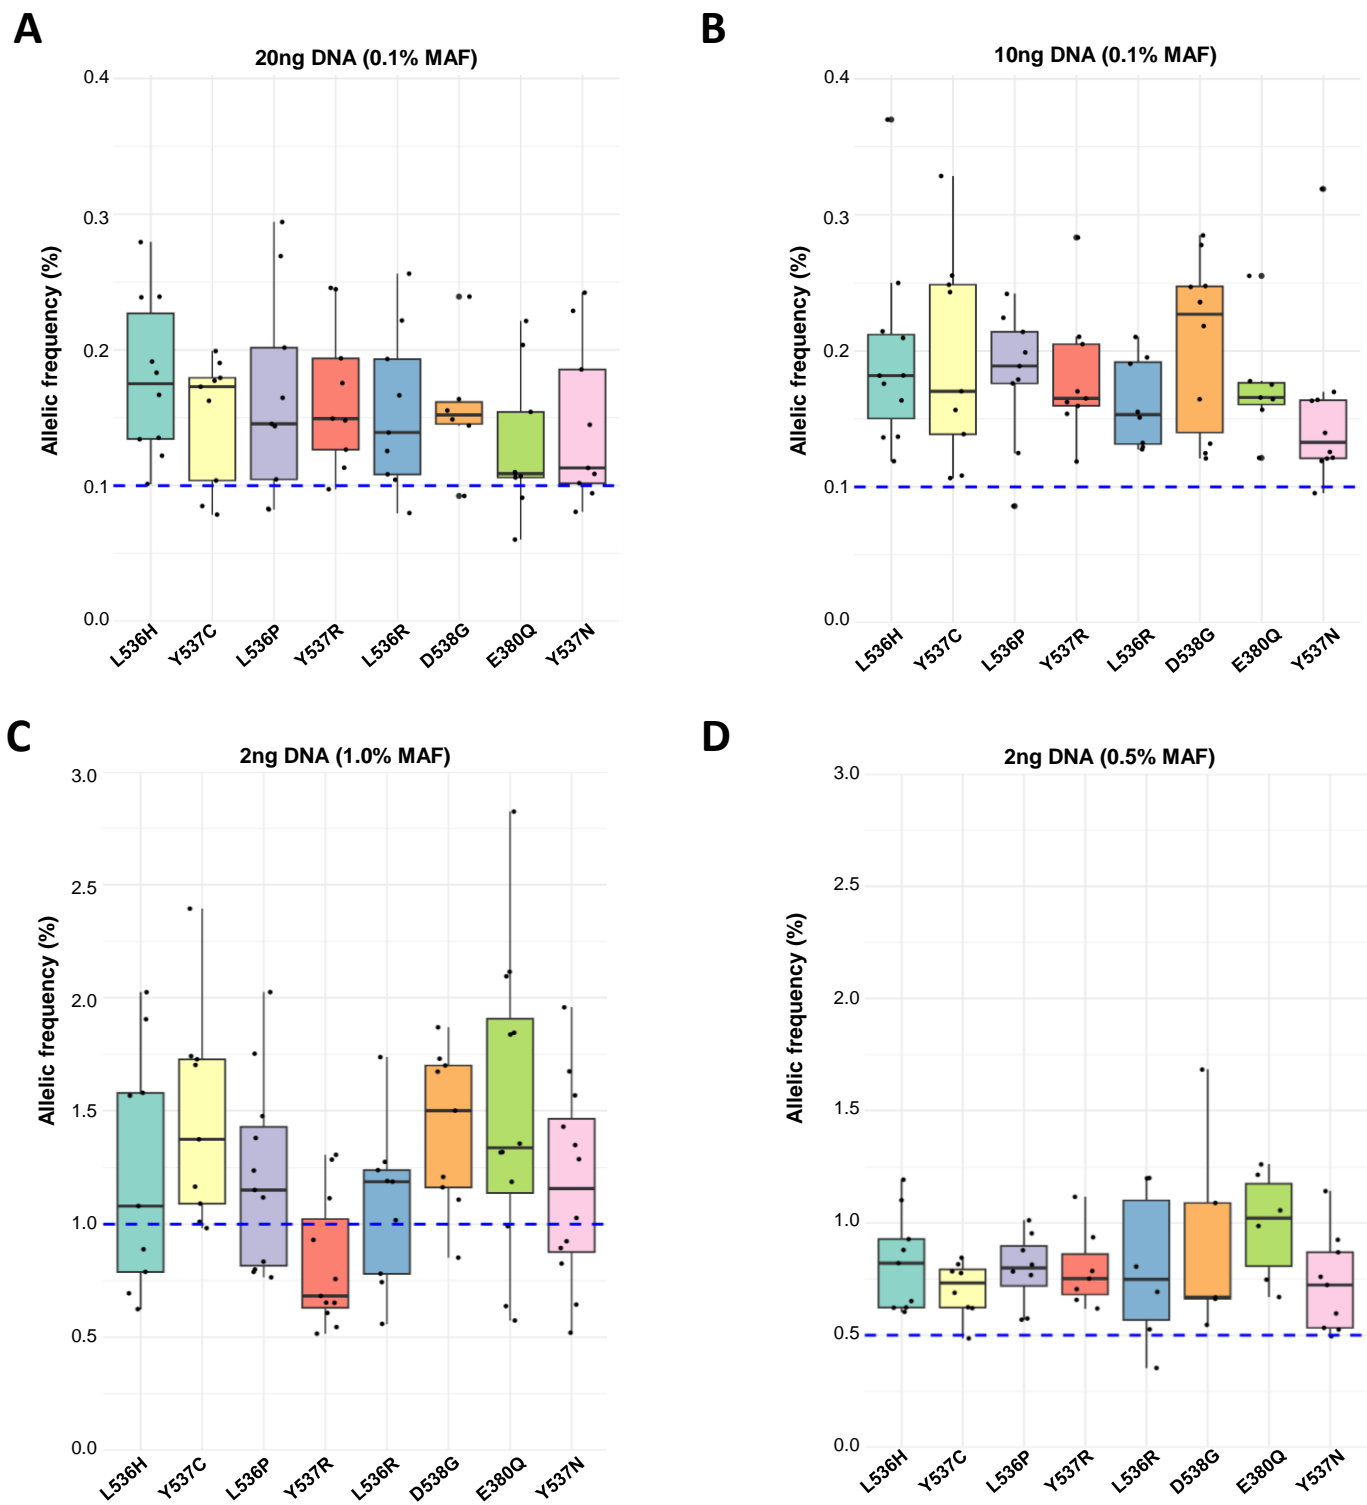 A
20ng DNA (0.1% MAF)
Allelic frequency (%)
0.4
0.3
0.2
0.1
0.0
L536H
Y537C
L536P
Y537R
L536R
D538G
E380Q
Y537N
B
10ng DNA (0.1% MAF)
Allelic frequency (%)
0.4
0.3
0.2
0.1
0.0
L536H
Y537C
L536P
Y537R
L536R
D538G
E380Q
Y537N
C
2ng DNA (1.0% MAF)
Allelic frequency (%)
3.0
2.5
2.0
1.5
1.0
0.5
0.0
L536H
Y537C
L536P
Y537R
L536R
D538G
E380Q
Y537N
D
2ng DNA (0.5% MAF)
Allelic frequency (%)
3.0
2.5
2.0
1.5
1.0
0.5
0.0
L536H
Y537C
L536P
Y537R
L536R
D538G
E380Q
Y537N